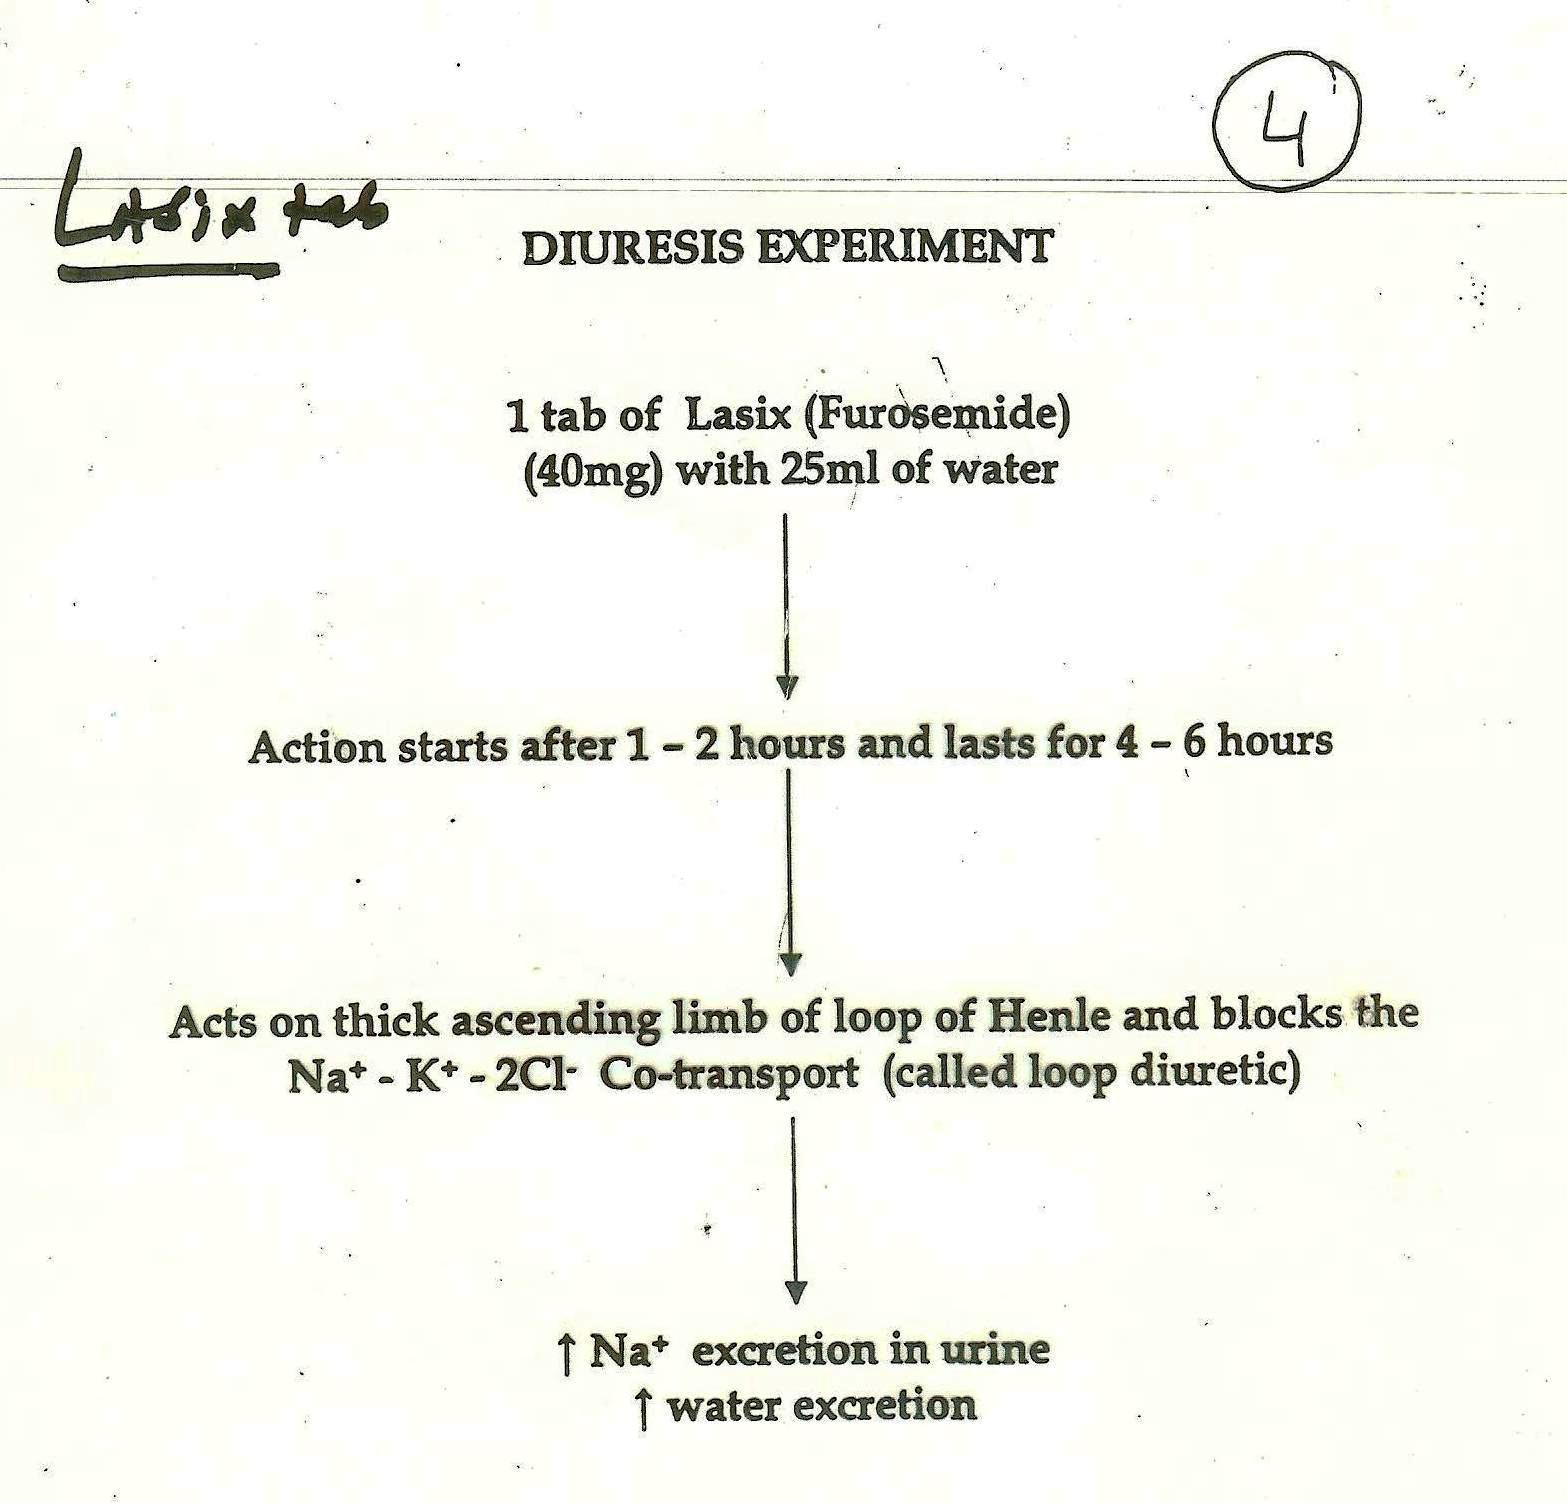 4
Lasix tab
DIURESIS EXPERIMENT
1 tab of Lasix (Furosemide)
(40mg) with 25ml of water
Action starts after 1 – 2 hours and lasts for 4 – 6 hours
Acts on thick ascending limb of loop of Henle and blocks the
Na⁺ - K⁺ - 2Cl⁻ Co-transport (called loop diuretic)
↑ Na⁺ excretion in urine
↑ water excretion